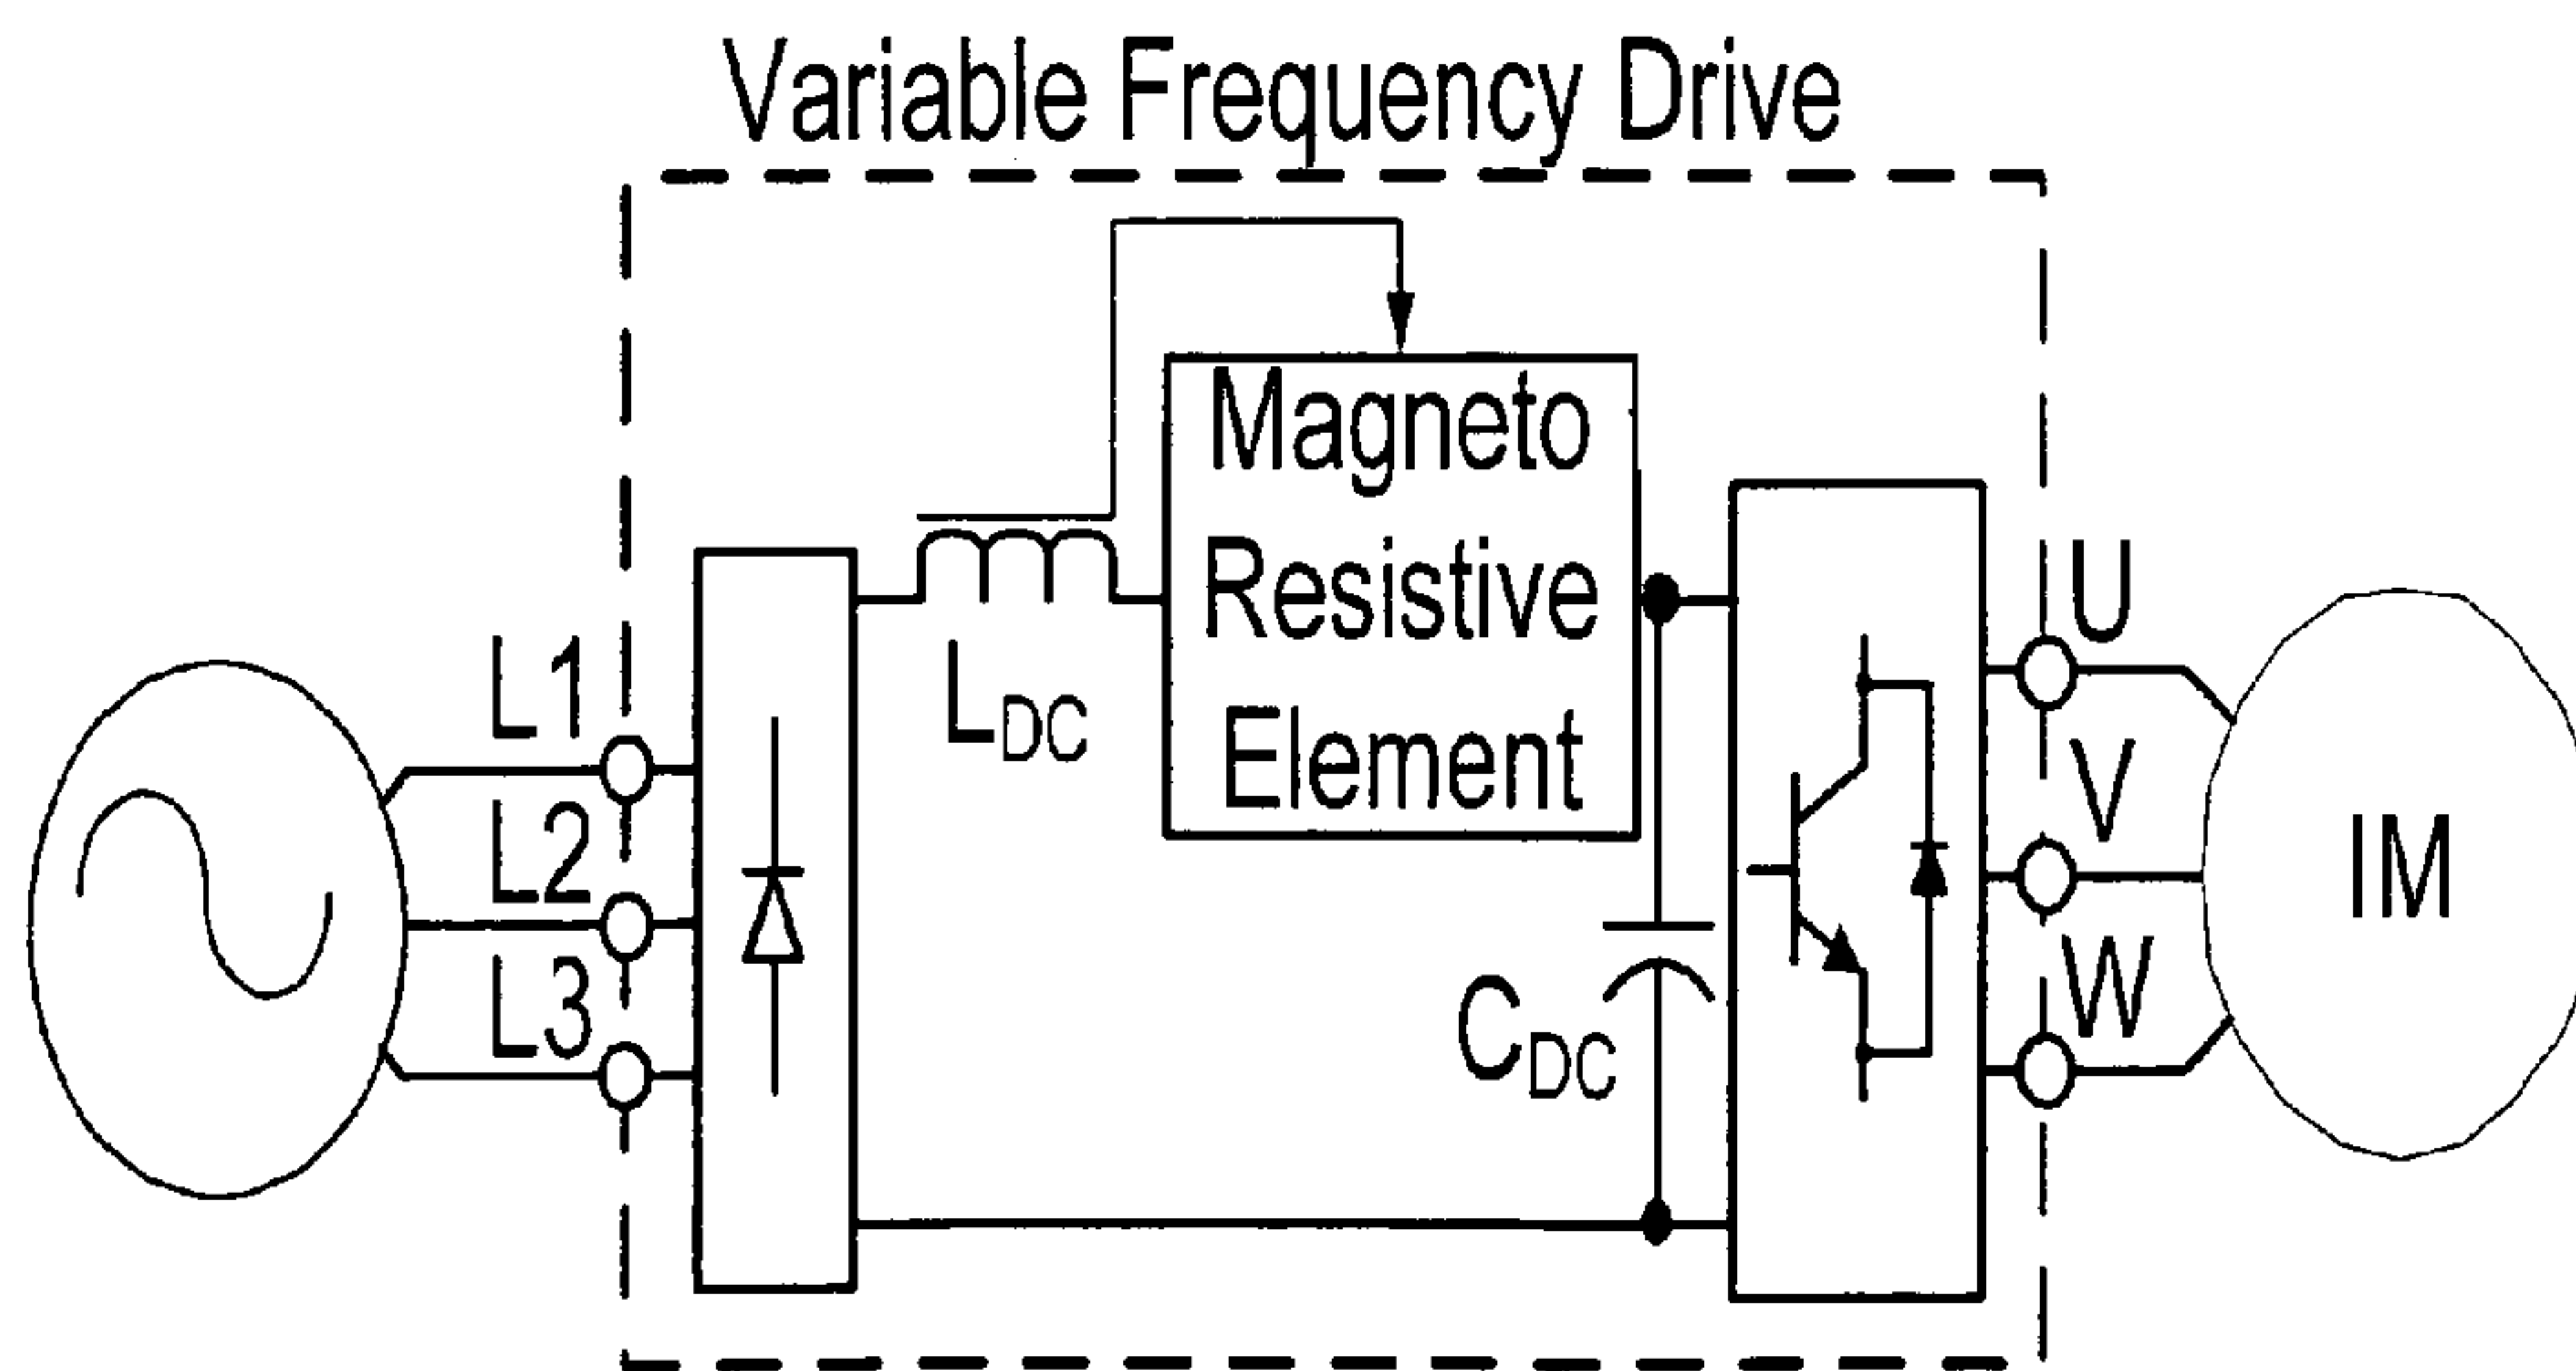 Variable Frequency Drive
Magneto
Resistive
Element
L1
L2
L3
LDC
CDC
U
V
W
IM